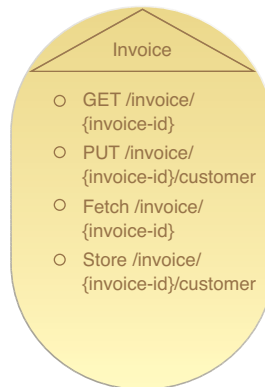 Invoice
GET /invoice/
{invoice-id}
PUT /invoice/
{invoice-id}/customer
Fetch /invoice/
{invoice-id}
Store /invoice/
{invoice-id}/customer